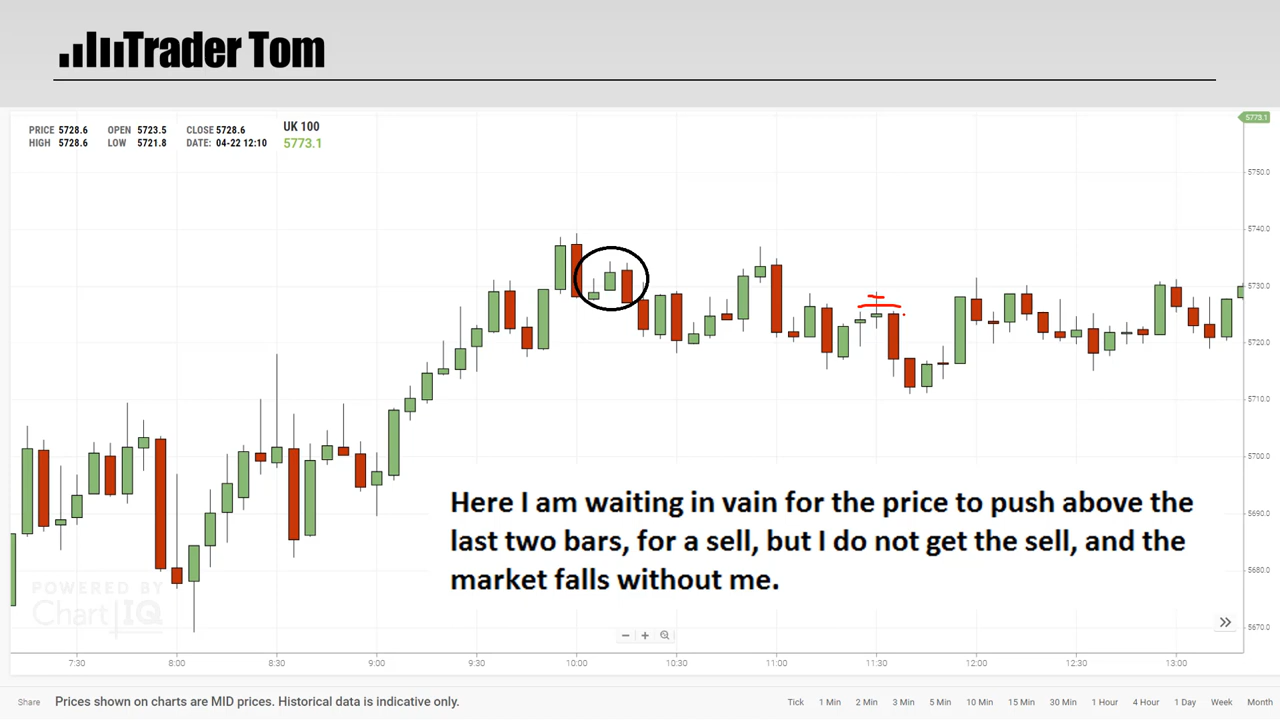 Trader Tom
PRICE 5728.6 OPEN 5723.5 CLOSE 5728.6 UK 100
HIGH 5728.6 LOW 5721.8 DATE: 04-22 12:10 5773.1
5773.1
5750.0
5740.0
5730.0
5720.0
5710.0
5700.0
5690.0
5680.0
5670.0
Here I am waiting in vain for the price to push above the
last two bars, for a sell, but I do not get the sell, and the
market falls without me.
POWERED BY
Chart IQ
7:30 8:00 8:30 9:00 9:30 10:00 10:30 11:00 11:30 12:00 12:30 13:00
Share Prices shown on charts are MID prices. Historical data is indicative only. Tick 1 Min 2 Min 3 Min 5 Min 10 Min 15 Min 30 Min 1 Hour 4 Hour 1 Day Week Month